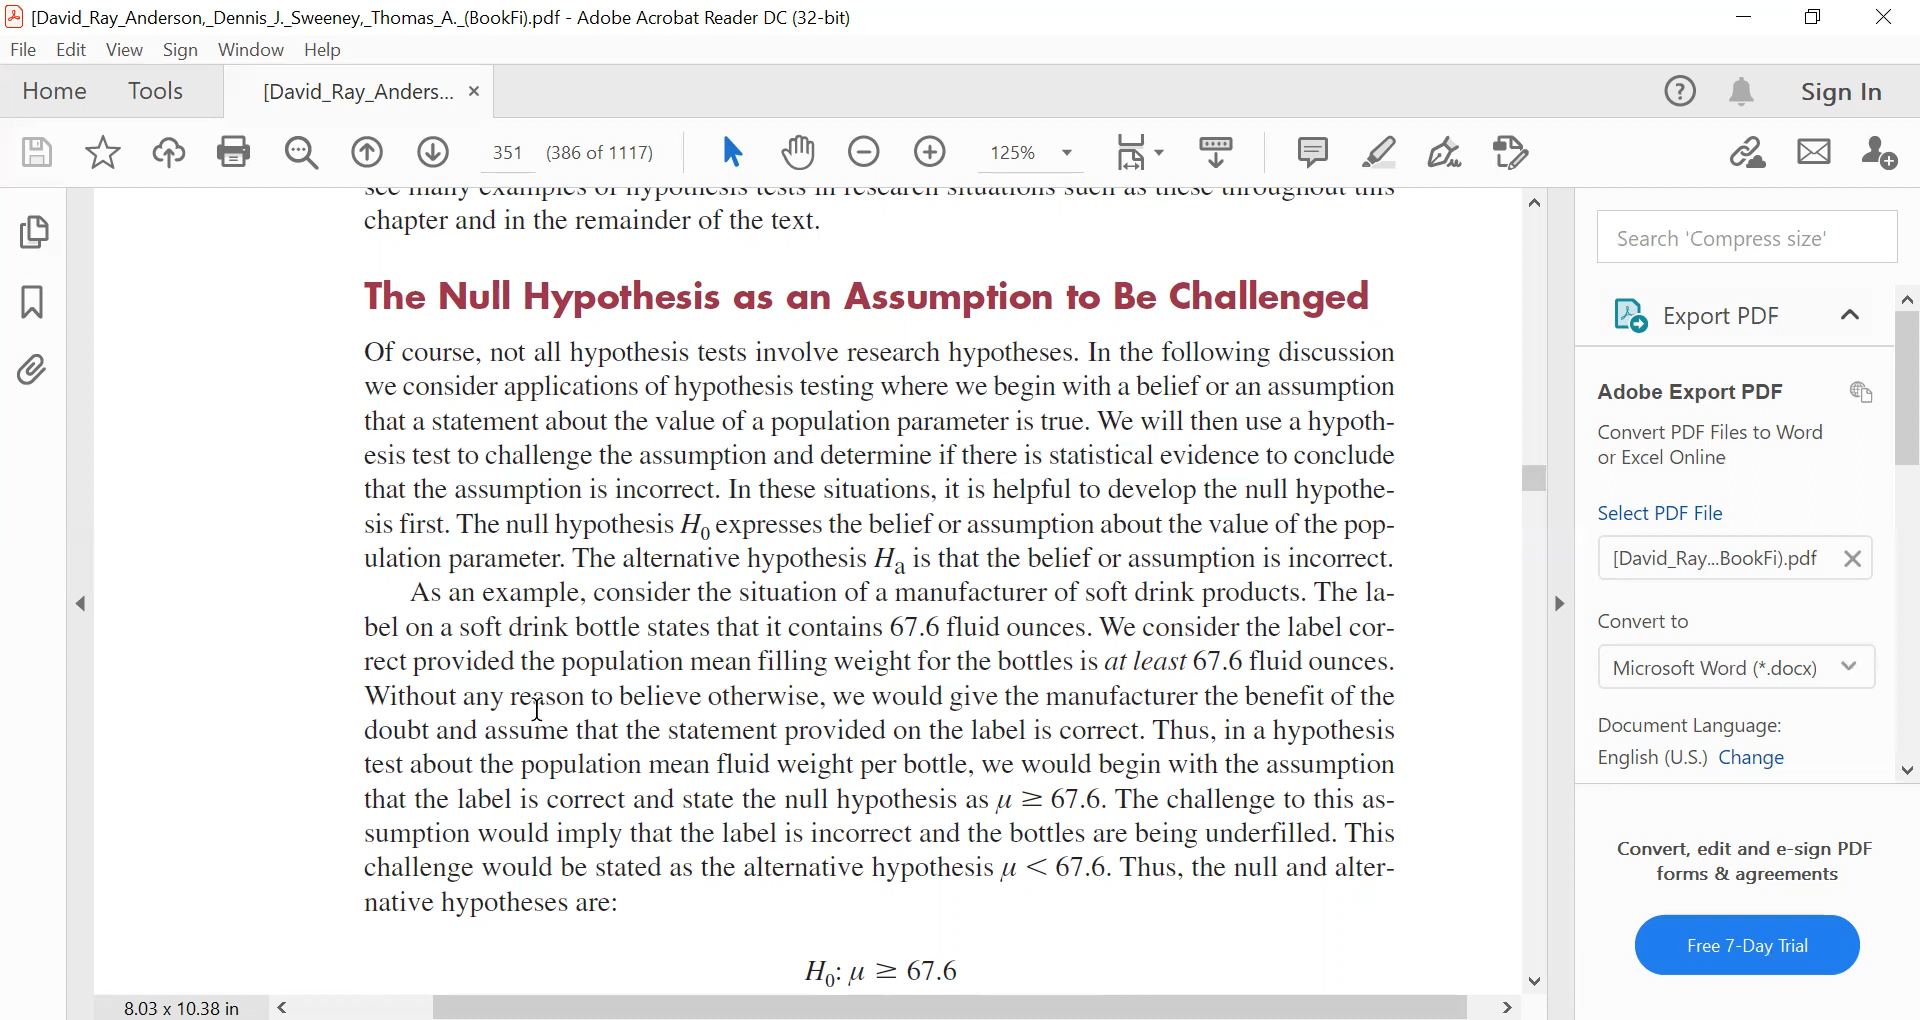 [David_Ray_Anderson,_Dennis_J._Sweeney,_Thomas_A._(BookFi).pdf - Adobe Acrobat Reader DC (32-bit)
File Edit View Sign Window Help
Home Tools [David_Ray_Anders... × Sign In
351 (386 of 1117) 125%
see many examples of hypothesis tests in research situations such as these throughout this
chapter and in the remainder of the text.
The Null Hypothesis as an Assumption to Be Challenged
Of course, not all hypothesis tests involve research hypotheses. In the following discussion
we consider applications of hypothesis testing where we begin with a belief or an assumption
that a statement about the value of a population parameter is true. We will then use a hypoth-
esis test to challenge the assumption and determine if there is statistical evidence to conclude
that the assumption is incorrect. In these situations, it is helpful to develop the null hypothe-
sis first. The null hypothesis H₀ expresses the belief or assumption about the value of the pop-
ulation parameter. The alternative hypothesis Hₐ is that the belief or assumption is incorrect.
As an example, consider the situation of a manufacturer of soft drink products. The la-
bel on a soft drink bottle states that it contains 67.6 fluid ounces. We consider the label cor-
rect provided the population mean filling weight for the bottles is at least 67.6 fluid ounces.
Without any reason to believe otherwise, we would give the manufacturer the benefit of the
doubt and assume that the statement provided on the label is correct. Thus, in a hypothesis
test about the population mean fluid weight per bottle, we would begin with the assumption
that the label is correct and state the null hypothesis as μ ≥ 67.6. The challenge to this as-
sumption would imply that the label is incorrect and the bottles are being underfilled. This
challenge would be stated as the alternative hypothesis μ < 67.6. Thus, the null and alter-
native hypotheses are:
H₀: μ ≥ 67.6
8.03 x 10.38 in
Search 'Compress size'
Export PDF
Adobe Export PDF
Convert PDF Files to Word
or Excel Online
Select PDF File
[David_Ray...BookFi).pdf
Convert to
Microsoft Word (*.docx)
Document Language:
English (U.S.) Change
Convert, edit and e-sign PDF
forms & agreements
Free 7-Day Trial